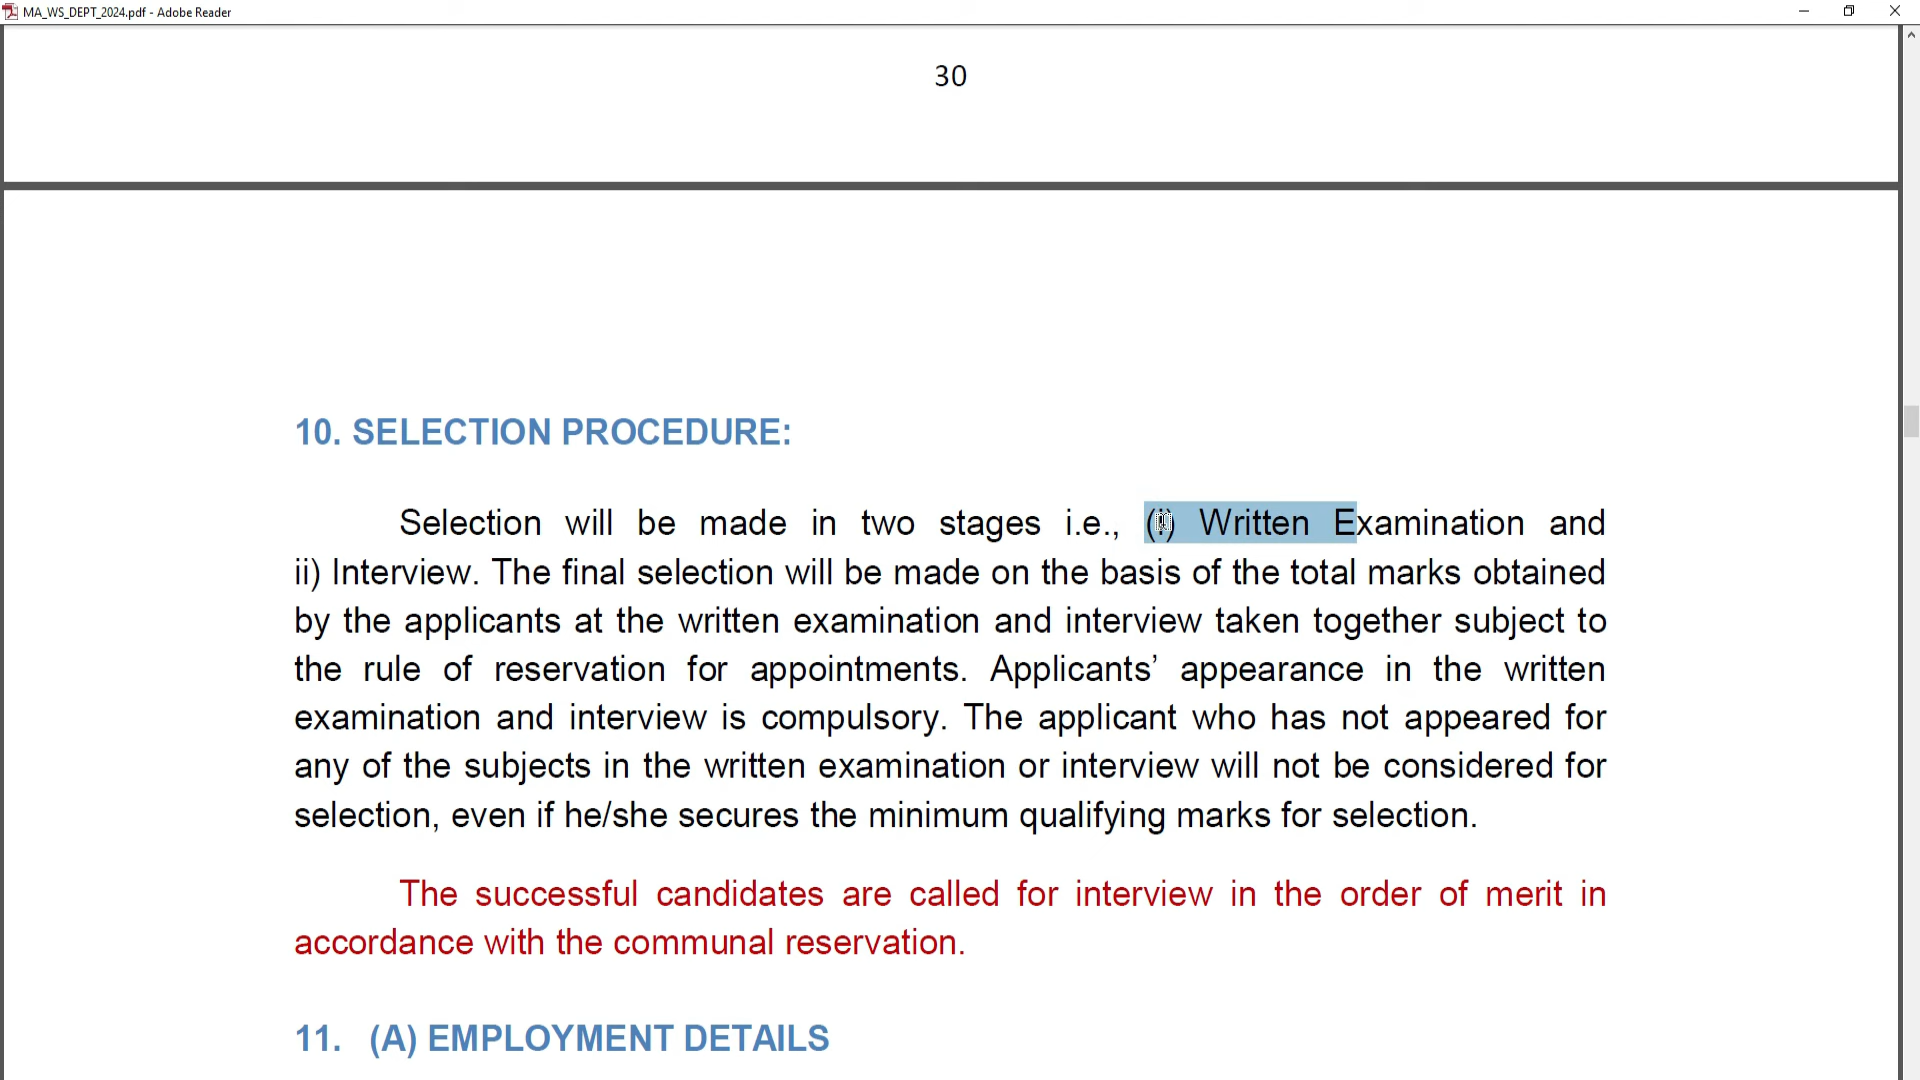 MA_WS_DEPT_2024.pdf - Adobe Reader
30
10. SELECTION PROCEDURE:
Selection will be made in two stages i.e., (i) Written Examination and
ii) Interview. The final selection will be made on the basis of the total marks obtained
by the applicants at the written examination and interview taken together subject to
the rule of reservation for appointments. Applicants’ appearance in the written
examination and interview is compulsory. The applicant who has not appeared for
any of the subjects in the written examination or interview will not be considered for
selection, even if he/she secures the minimum qualifying marks for selection.
The successful candidates are called for interview in the order of merit in
accordance with the communal reservation.
11. (A) EMPLOYMENT DETAILS